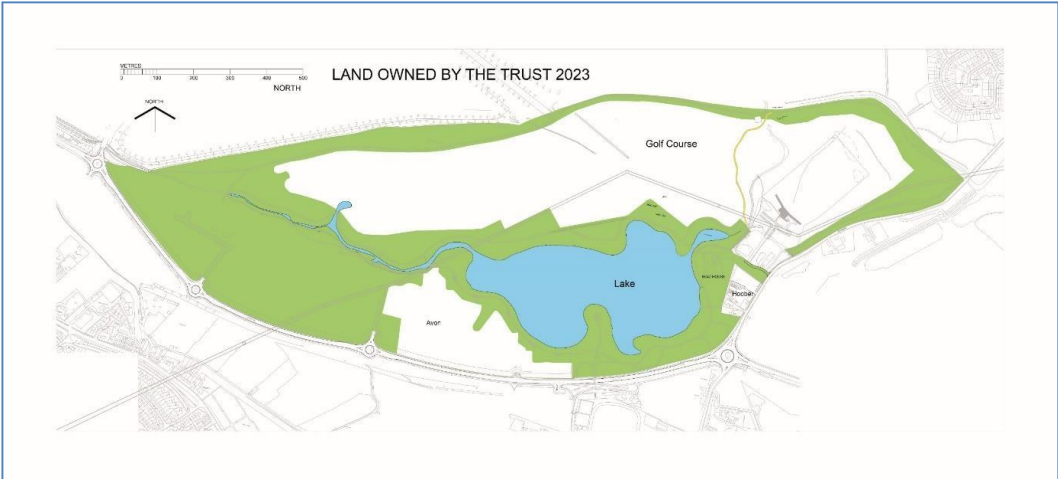 METRES
0 100 200 300 400 500
NORTH
LAND OWNED BY THE TRUST 2023
NORTH
Golf Course
Lake
Avon
Hoober